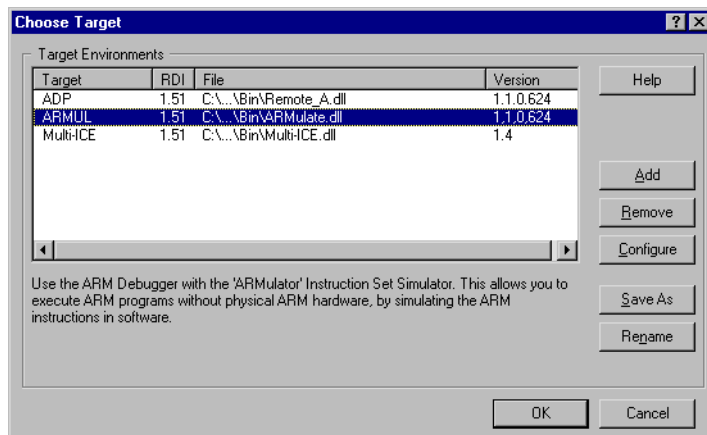 Choose Target
? X
Target Environments
Target RDI File Version
ADP 1.51 C:\...\Bin\Remote_A.dll 1.1.0.624
ARMUL 1.51 C:\...\Bin\ARMulate.dll 1,1,0,624
Multi-ICE 1.51 C:\...\Bin\Multi-ICE.dll 1.4
Help
Add
Remove
Configure
Save As
Rename
Use the ARM Debugger with the 'ARMulator' Instruction Set Simulator. This allows you to
execute ARM programs without physical ARM hardware, by simulating the ARM
instructions in software.
OK Cancel